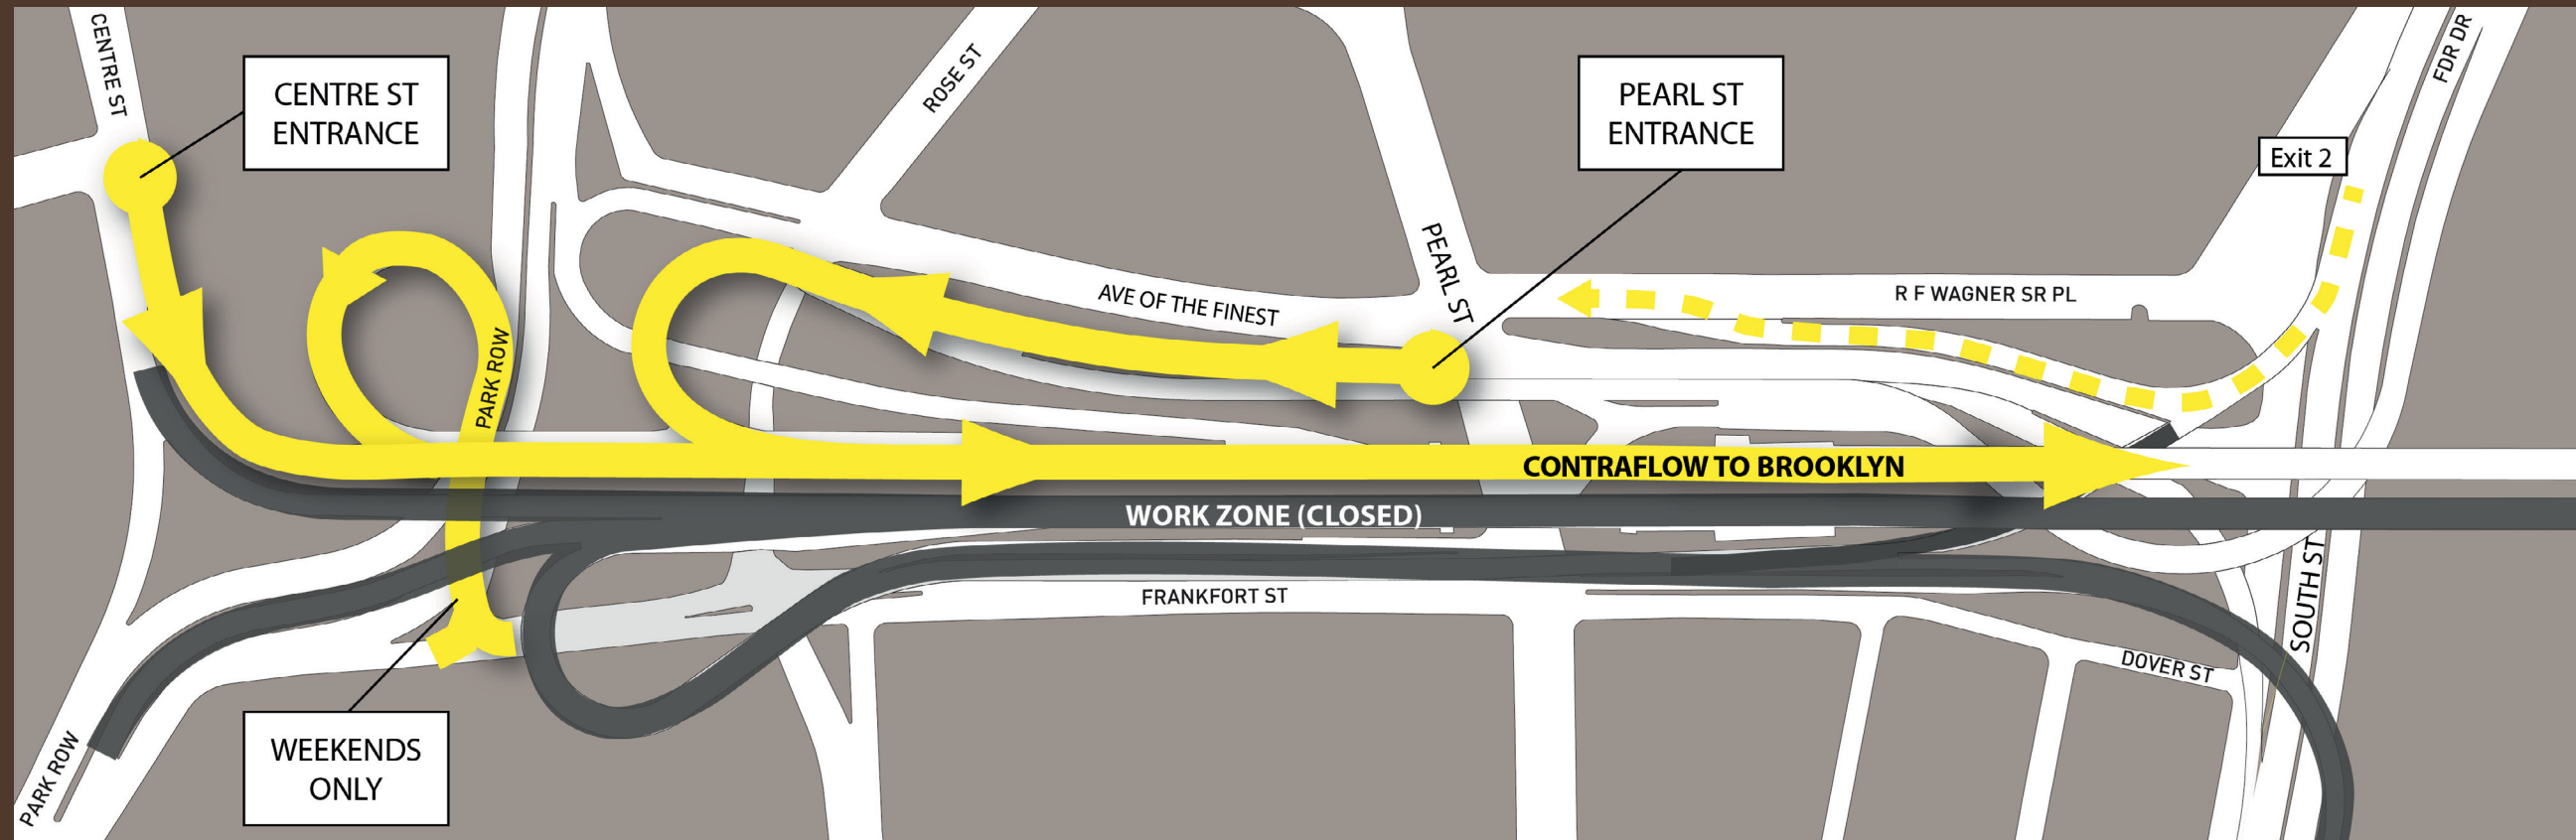 CENTRE ST
CENTRE ST
ENTRANCE
ROSE ST
PEARL ST
ENTRANCE
FDR DR
Exit 2
PEARL ST
AVE OF THE FINEST
R F WAGNER SR PL
PARK ROW
CONTRAFLOW TO BROOKLYN
WORK ZONE (CLOSED)
FRANKFORT ST
SOUTH ST
DOVER ST
WEEKENDS
ONLY
PARK ROW